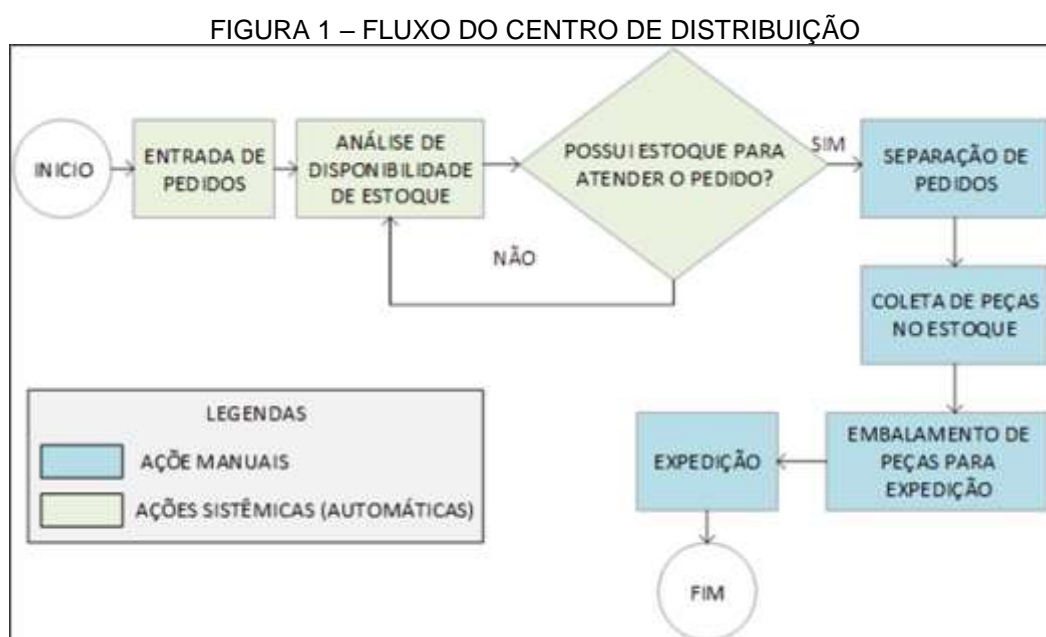 FIGURA 1 – FLUXO DO CENTRO DE DISTRIBUIÇÃO
INICIO
ENTRADA DE
PEDIDOS
ANÁLISE DE
DISPONIBILIDADE
DE ESTOQUE
POSSUI ESTOQUE PARA
ATENDER O PEDIDO?
SIM
SEPARAÇÃO DE
PEDIDOS
NÃO
COLETA DE PEÇAS
NO ESTOQUE
EMBALAMENTO DE
PEÇAS PARA
EXPEDIÇÃO
EXPEDIÇÃO
FIM
LEGENDAS
AÇÕE MANUAIS
AÇÕES SISTÊMICAS (AUTOMÁTICAS)